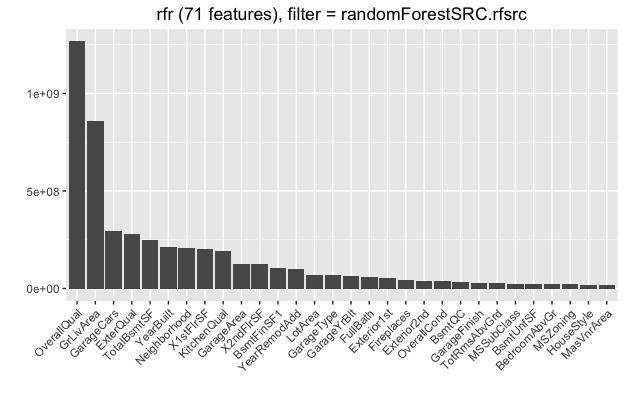 rfr (71 features), filter = randomForestSRC.rfsrc
1e+09
5e+08
0e+00
OverallQual
GrLivArea
GarageCars
ExterQual
TotalBsmtSF
YearBuilt
Neighborhood
X1stFlrSF
KitchenQual
GarageArea
X2ndFlrSF
BsmtFinSF1
YearRemodAdd
LotArea
GarageType
GarageYrBlt
FullBath
Exterior1st
Fireplaces
Exterior2nd
OverallCond
BsmtQC
GarageFinish
TotRmsAbvGrd
MSSubClass
BsmtUnfSF
BedroomAbvGr
MSZoning
HouseStyle
MasVnrArea